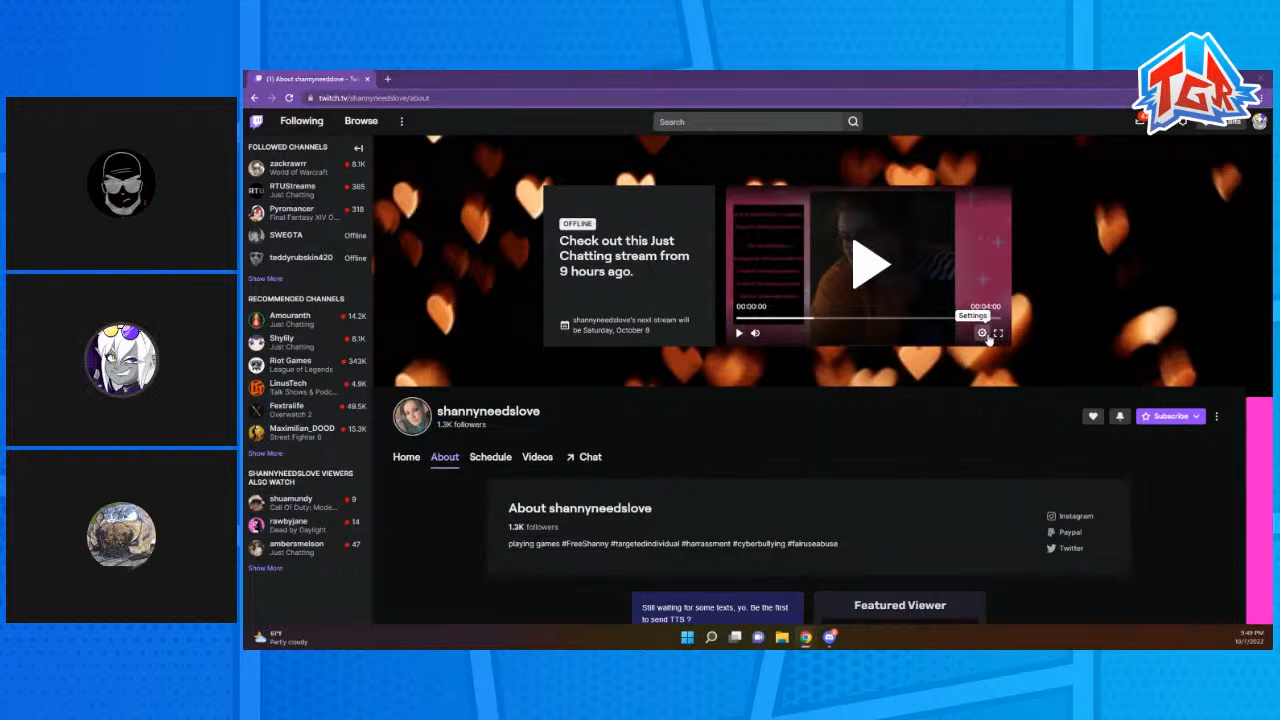 TGR
(1) About shannyneedslove - Twi
twitch.tv/shannyneedslove/about
Following
Browse
Search
FOLLOWED CHANNELS
zackrawrr
8.1K
World of Warcraft
RTUStreams
385
Just Chatting
Pyromancer
318
Final Fantasy XIV O...
SWEGTA
Offline
teddyrubskin420
Offline
Show More
RECOMMENDED CHANNELS
Amouranth
14.2K
Just Chatting
Shylily
8.1K
Just Chatting
Riot Games
343K
League of Legends
LinusTech
4.9K
Talk Shows & Podc...
Fextralife
49.5K
Overwatch 2
Maximilian_DOOD
15.3K
Street Fighter 6
Show More
SHANNYNEEDSLOVE VIEWERS
ALSO WATCH
shuamundy
9
Call Of Duty: Mode...
rawbyjane
14
Dead by Daylight
ambersmelson
47
Just Chatting
Show More
OFFLINE
Check out this Just
Chatting stream from
9 hours ago.
shannyneedslove's next stream will
be Saturday, October 8
00:00:00
00:04:00
Settings
shannyneedslove
1.3K followers
Subscribe
Home
About
Schedule
Videos
Chat
About shannyneedslove
1.3K followers
playing games #FreeShanny #targetedindividual #harrassment #cyberbullying #fairuseabuse
Instagram
Paypal
Twitter
Still waiting for some texts, yo. Be the first
to send TTS ?
Featured Viewer
61°F
Partly cloudy
9:49 PM
10/7/2022